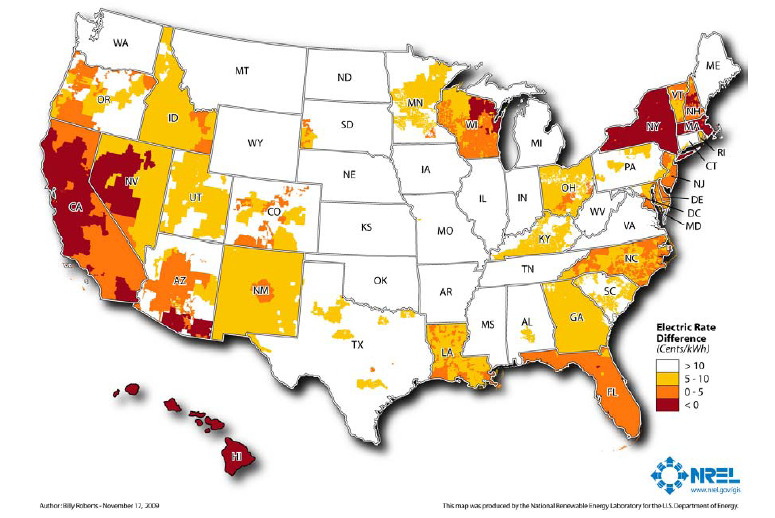 WA
MT
ND
ME
OR
MN
VT
ID
SD
WI
NH
WY
NY
MA
MI
RI
CT
IA
NE
PA
NV
NJ
UT
OH
IL
IN
DE
CA
CO
DC
WV
MD
KS
MO
KY
VA
NC
TN
AZ
OK
NM
AR
SC
MS
AL
GA
TX
LA
FL
HI
Electric Rate
Difference
(Cents/kWh)
> 10
5 - 10
0 - 5
< 0
NREL
www.nrel.gov/gis
Author: Billy Roberts - November 12, 2009
This map was produced by the National Renewable Energy Laboratory for the U.S. Department of Energy.